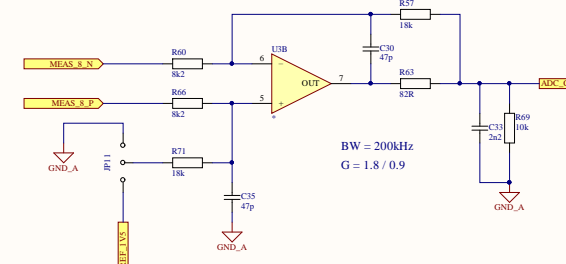 R57
18k
C30
47p
R60
8k2
MEAS_8_N
U3B
6
OUT
7
R63
82R
ADC_
MEAS_8_P
R66
8k2
5
C33
2n2
R69
10k
BW = 200kHz
G = 1.8 / 0.9
JP11
R71
18k
GND_A
C35
47p
GND_A
GND_A
EF_1V5